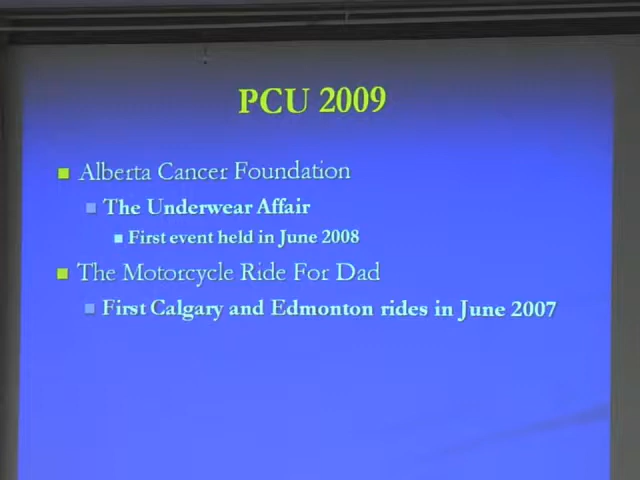 PCU 2009
Alberta Cancer Foundation
The Underwear Affair
First event held in June 2008
The Motorcycle Ride For Dad
First Calgary and Edmonton rides in June 2007